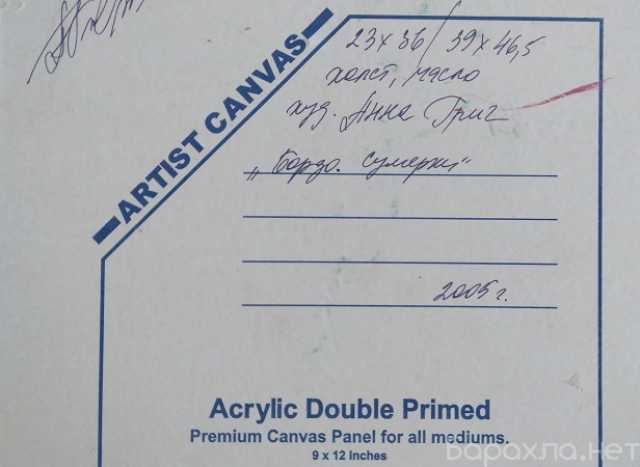 23 x 36 / 39 x 46,5
холст, масло
худ. Анна Григ
ARTIST CANVAS
„Бордо. Сумерки“
2005 г.
Acrylic Double Primed
Premium Canvas Panel for all mediums.
9 x 12 Inches
барахла.нет